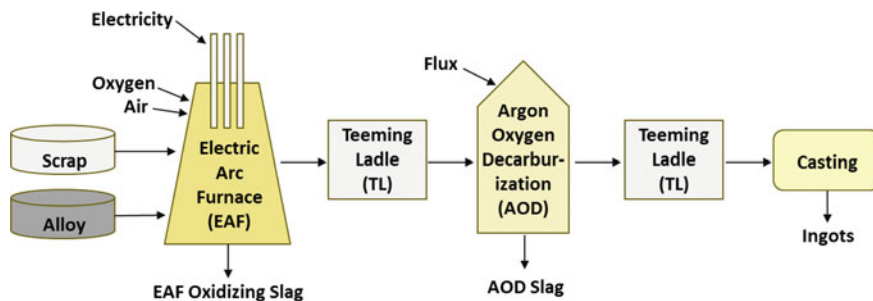 Electricity
Oxygen
Air
Scrap
Alloy
Electric
Arc
Furnace
(EAF)
EAF Oxidizing Slag
Teeming
Ladle
(TL)
Flux
Argon
Oxygen
Decarbur-
ization
(AOD)
AOD Slag
Teeming
Ladle
(TL)
Casting
Ingots